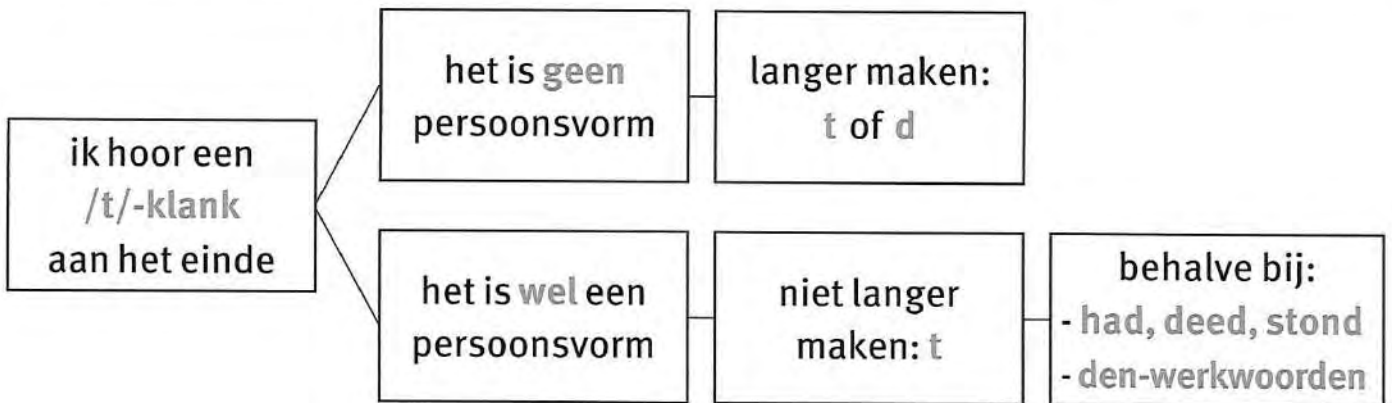 ik hoor een
/t/-klank
aan het einde
het is geen
persoonsvorm
langer maken:
t of d
het is wel een
persoonsvorm
niet langer
maken: t
behalve bij:
- had, deed, stond
- den-werkwoorden